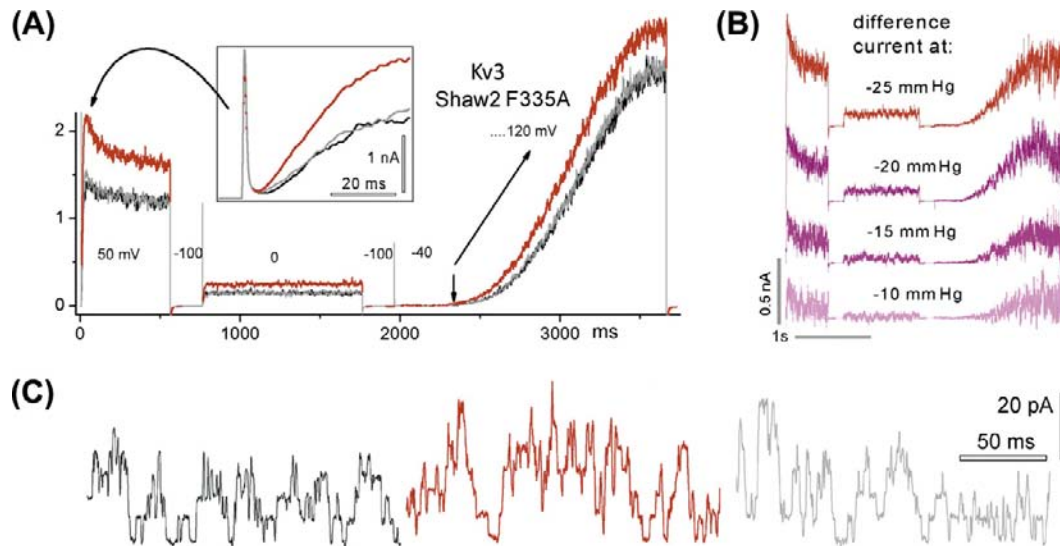 (A)
2
1
0
50 mV
-100
0
-100
-40
1 nA
20 ms
Kv3
Shaw2 F335A
....120 mV
0
1000
2000
3000
ms
(B)
difference
current at:
-25 mm Hg
-20 mm Hg
-15 mm Hg
-10 mm Hg
0.5 nA
1s
(C)
20 pA
50 ms